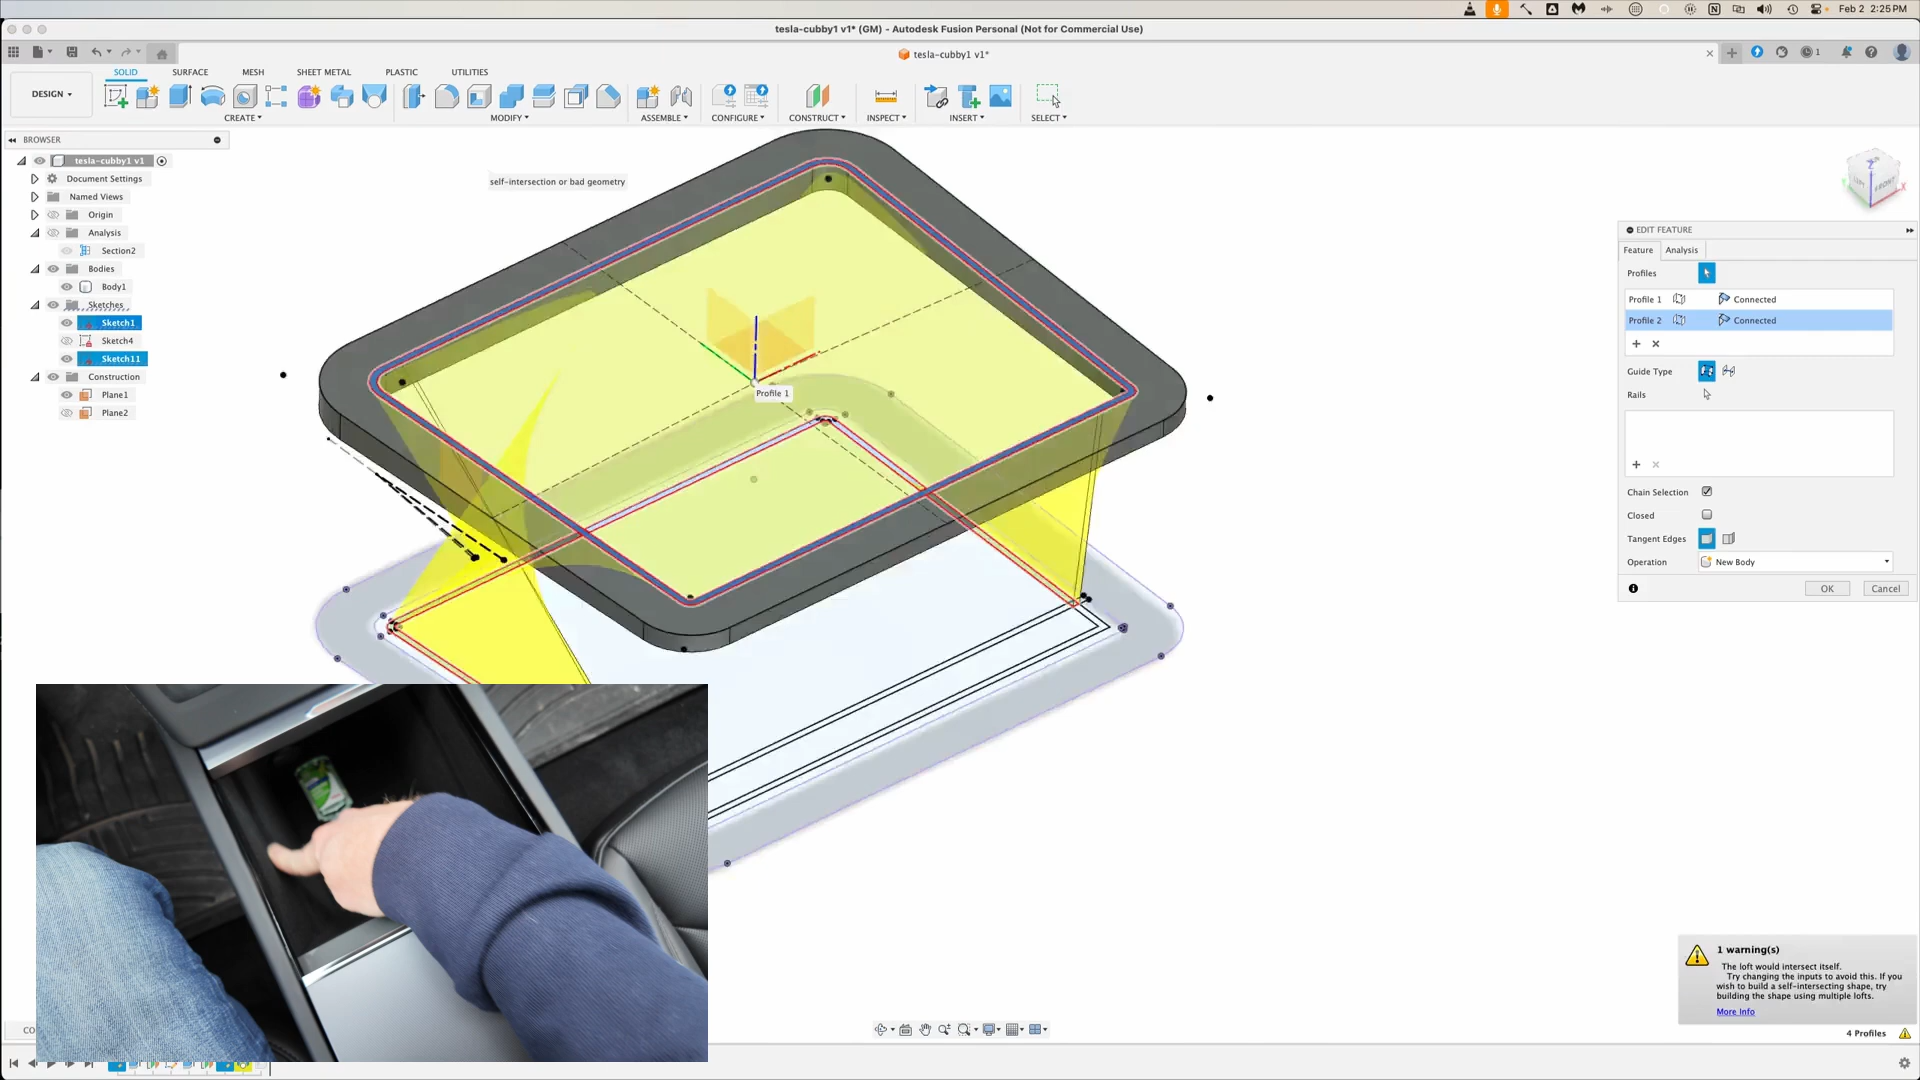 Feb 2 2:25PM
tesla-cubby1 v1* (GM) - Autodesk Fusion Personal (Not for Commercial Use)
tesla-cubby1 v1*
1
DESIGN
SOLID
SURFACE
MESH
SHEET METAL
PLASTIC
UTILITIES
CREATE
MODIFY
ASSEMBLE
CONFIGURE
CONSTRUCT
INSPECT
INSERT
SELECT
BROWSER
tesla-cubby1 v1
Document Settings
Named Views
Origin
Analysis
Section2
Bodies
Body1
Sketches
Sketch1
Sketch4
Sketch11
Construction
Plane1
Plane2
self-intersection or bad geometry
Profile 1
Z
LEFT
FRONT
X
EDIT FEATURE
Feature
Analysis
Profiles
Profile 1
Connected
Profile 2
Connected
Guide Type
Rails
Chain Selection
Closed
Tangent Edges
Operation
New Body
OK
Cancel
1 warning(s)
The loft would intersect itself.
Try changing the inputs to avoid this. If you
wish to build a self-intersecting shape, try
building the shape using multiple lofts.
More Info
4 Profiles
CO